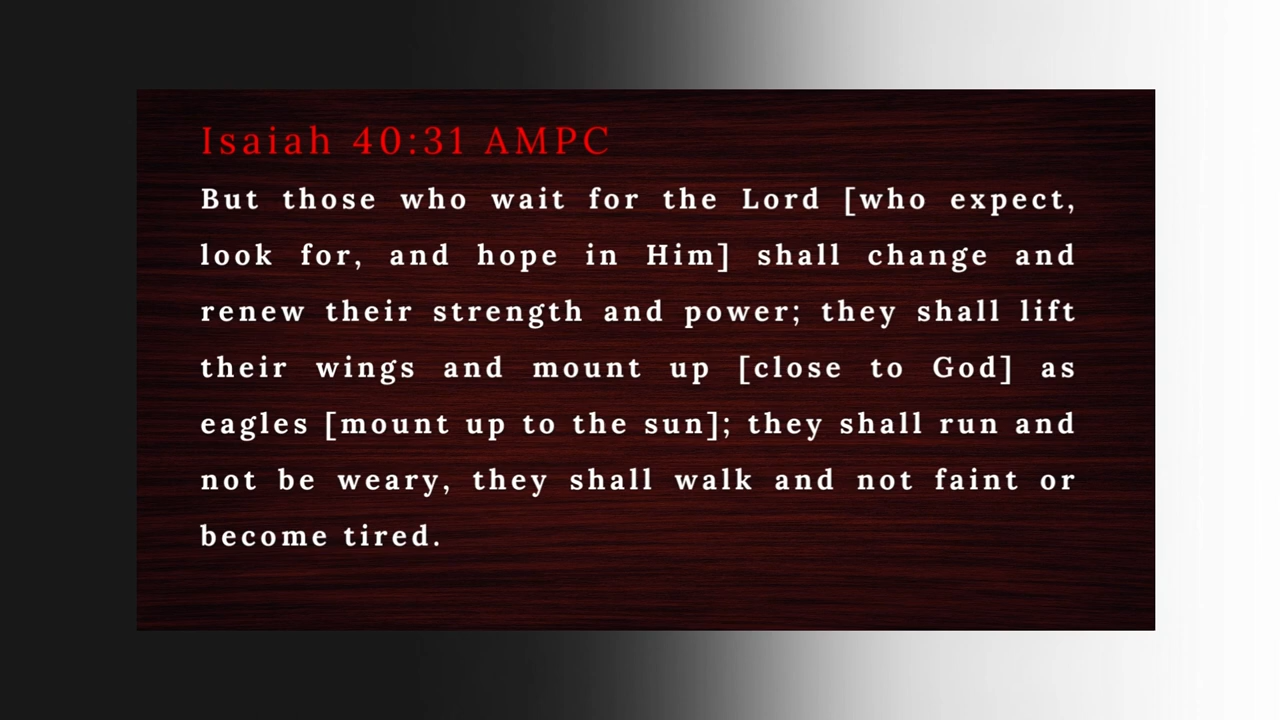 Isaiah 40:31 AMPC
But those who wait for the Lord [who expect,
look for, and hope in Him] shall change and
renew their strength and power; they shall lift
their wings and mount up [close to God] as
eagles [mount up to the sun]; they shall run and
not be weary, they shall walk and not faint or
become tired.